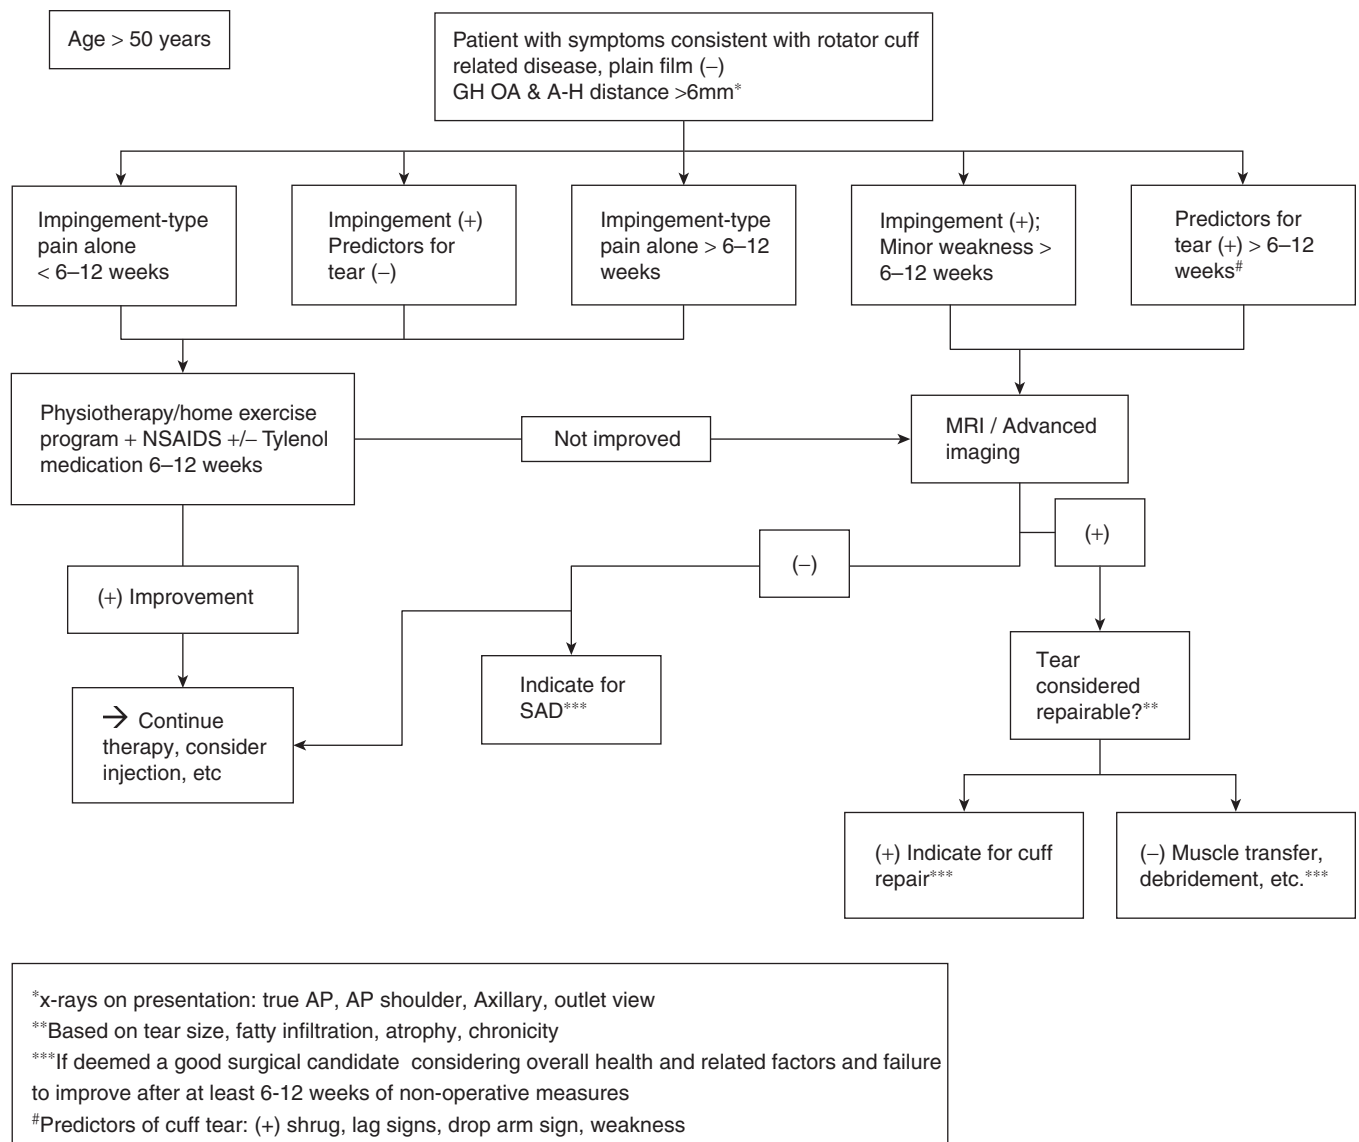 Age > 50 years
Patient with symptoms consistent with rotator cuff
related disease, plain film (–)
GH OA & A-H distance >6mm*
Impingement-type
pain alone
< 6–12 weeks
Impingement (+)
Predictors for
tear (–)
Impingement-type
pain alone > 6–12
weeks
Impingement (+);
Minor weakness >
6–12 weeks
Predictors for
tear (+) > 6–12
weeks#
Physiotherapy/home exercise
program + NSAIDS +/– Tylenol
medication 6–12 weeks
Not improved
MRI / Advanced
imaging
(+)
(–)
(+) Improvement
Tear
considered
repairable?**
Indicate for
SAD***
→ Continue
therapy, consider
injection, etc
(+) Indicate for cuff
repair***
(–) Muscle transfer,
debridement, etc.***
*x-rays on presentation: true AP, AP shoulder, Axillary, outlet view
**Based on tear size, fatty infiltration, atrophy, chronicity
***If deemed a good surgical candidate considering overall health and related factors and failure
to improve after at least 6-12 weeks of non-operative measures
#Predictors of cuff tear: (+) shrug, lag signs, drop arm sign, weakness